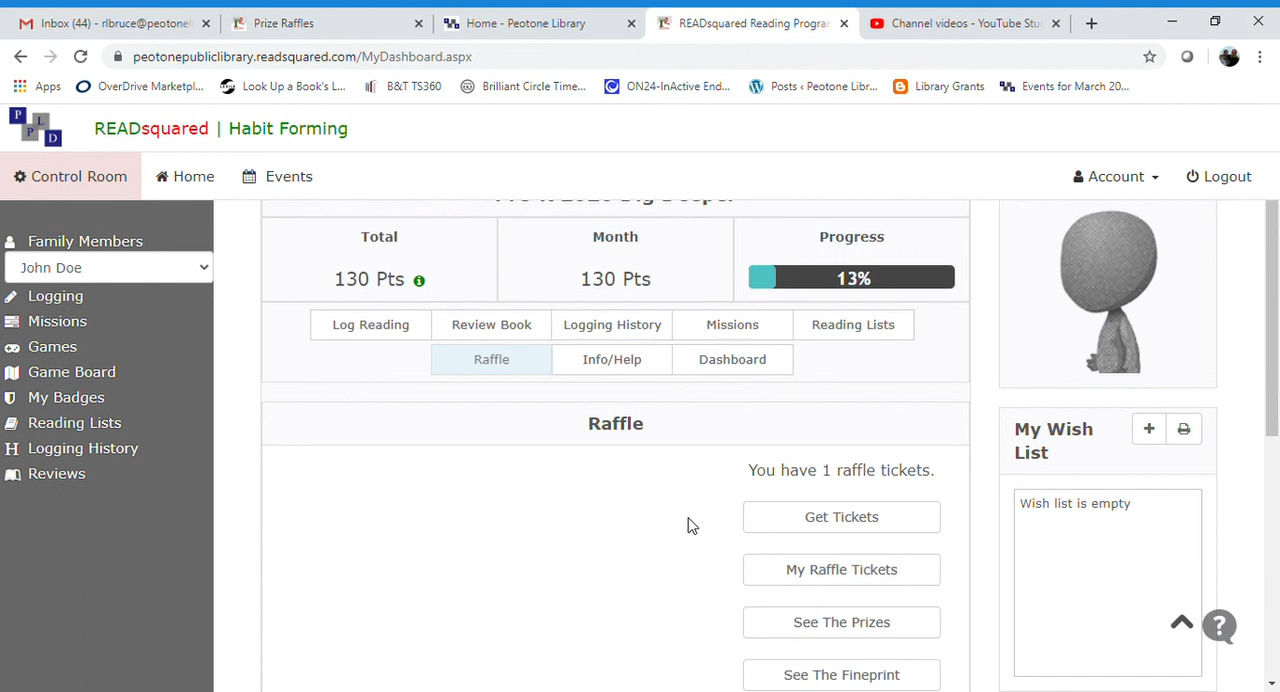 Inbox (44) - rlbruce@peotoneli
Prize Raffles
Home - Peotone Library
READsquared Reading Program
Channel videos - YouTube Stu
peotonepubliclibrary.readsquared.com/MyDashboard.aspx
Apps
OverDrive Marketpl...
Look Up a Book's L...
B&T TS360
Brilliant Circle Time...
ON24-InActive End...
Posts ‹ Peotone Libr...
Library Grants
Events for March 20...
P L P D
READsquared | Habit Forming
Control Room
Home
Events
Account
Logout
Family Members
John Doe
Logging
Missions
Games
Game Board
My Badges
Reading Lists
Logging History
Reviews
Total
Month
Progress
130 Pts
130 Pts
13%
Log Reading
Review Book
Logging History
Missions
Reading Lists
Raffle
Info/Help
Dashboard
Raffle
You have 1 raffle tickets.
Get Tickets
My Raffle Tickets
See The Prizes
See The Fineprint
My Wish
List
Wish list is empty